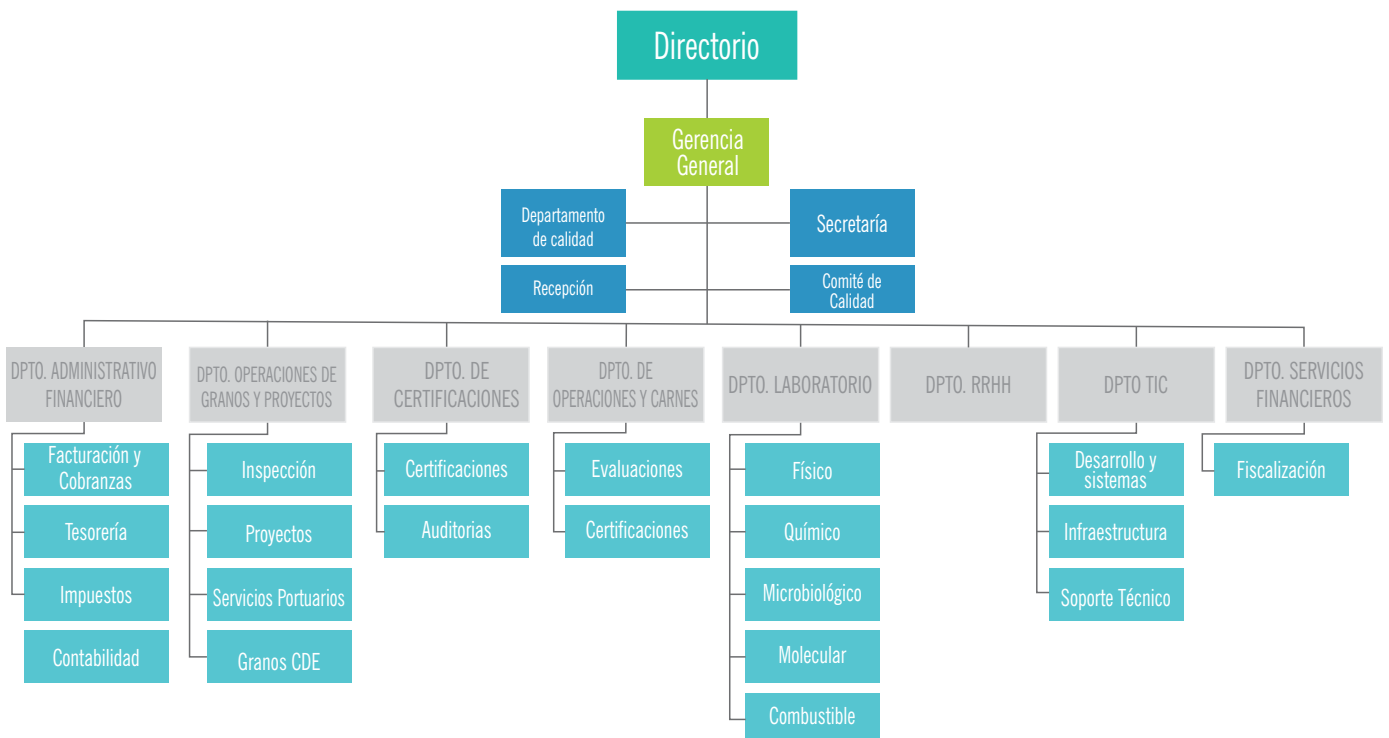 Directorio
Gerencia
General
Departamento
de calidad
Secretaría
Recepción
Comité de
Calidad
DPTO. ADMINISTRATIVO
FINANCIERO
DPTO. OPERACIONES DE
GRANOS Y PROYECTOS
DPTO. DE
CERTIFICACIONES
DPTO. DE
OPERACIONES Y CARNES
DPTO. LABORATORIO
DPTO. RRHH
DPTO TIC
DPTO. SERVICIOS
FINANCIEROS
Facturación y
Cobranzas
Tesorería
Impuestos
Contabilidad
Inspección
Proyectos
Servicios Portuarios
Granos CDE
Certificaciones
Auditorias
Evaluaciones
Certificaciones
Físico
Químico
Microbiológico
Molecular
Combustible
Desarrollo y
sistemas
Infraestructura
Soporte Técnico
Fiscalización